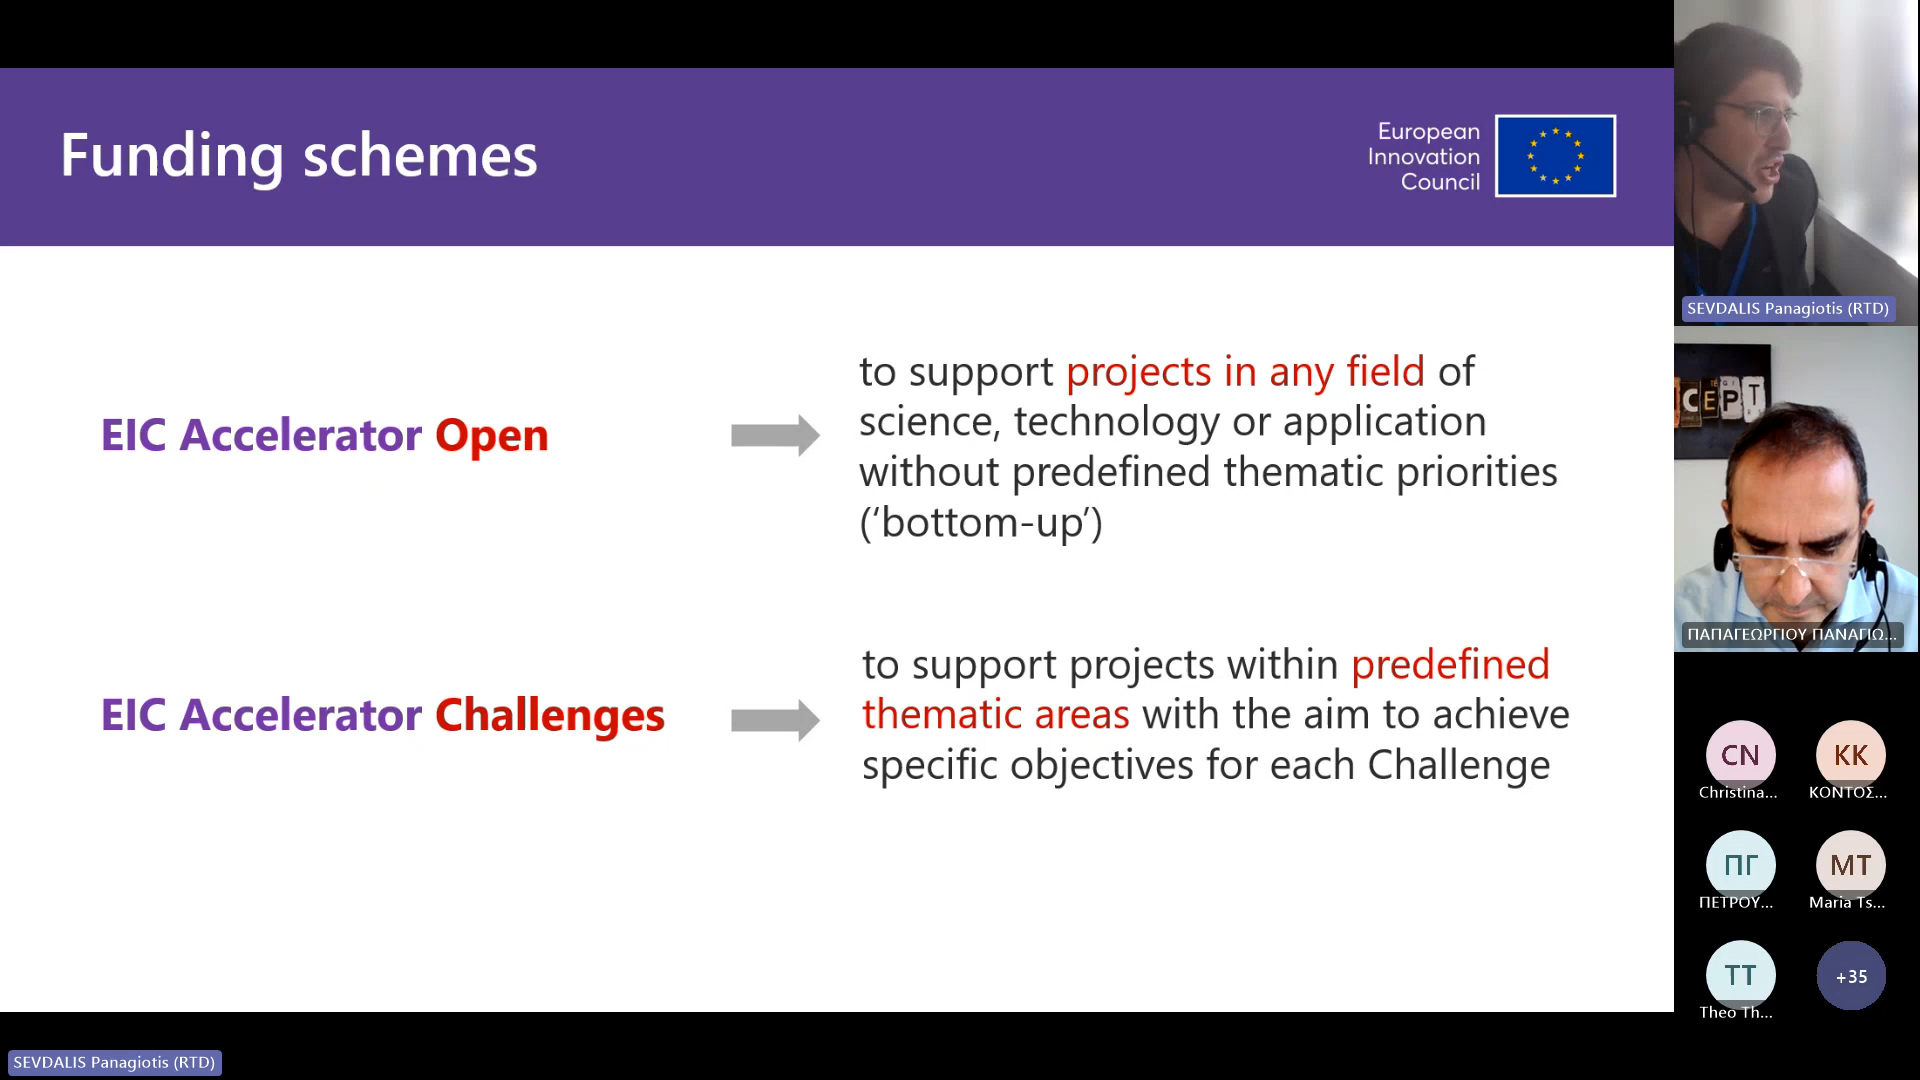 Funding schemes
European
Innovation
Council
EIC Accelerator Open
to support projects in any field of
science, technology or application
without predefined thematic priorities
(‘bottom-up’)
EIC Accelerator Challenges
to support projects within predefined
thematic areas with the aim to achieve
specific objectives for each Challenge
SEVDALIS Panagiotis (RTD)
CEPT
ΠΑΠΑΓΕΩΡΓΙΟΥ ΠΑΝΑΓΙΩ...
CN
Christina...
KK
ΚΟΝΤΟΣ...
ΠΓ
ΠΕΤΡΟΥ...
MT
Maria Ts...
TT
Theo Th...
+35
SEVDALIS Panagiotis (RTD)